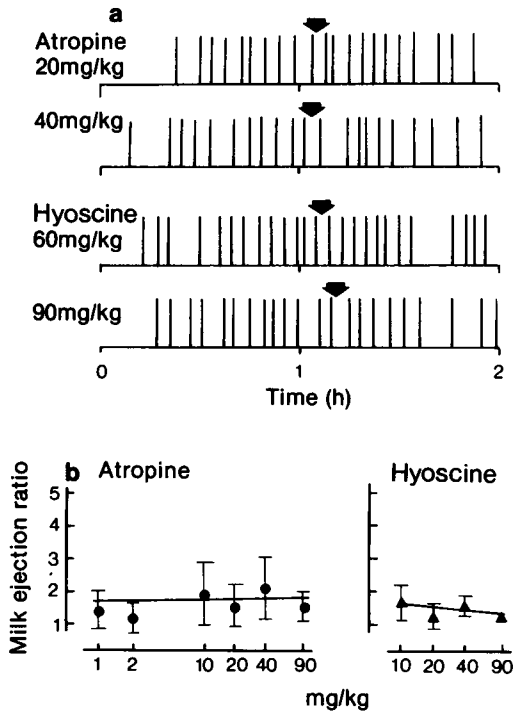 a
Atropine
20mg/kg
40mg/kg
Hyoscine
60mg/kg
90mg/kg
0 1 2
Time (h)
b Atropine Hyoscine
Milk ejection ratio
5
4
3
2
1
1 2 10 20 40 90 10 20 40 90
mg/kg